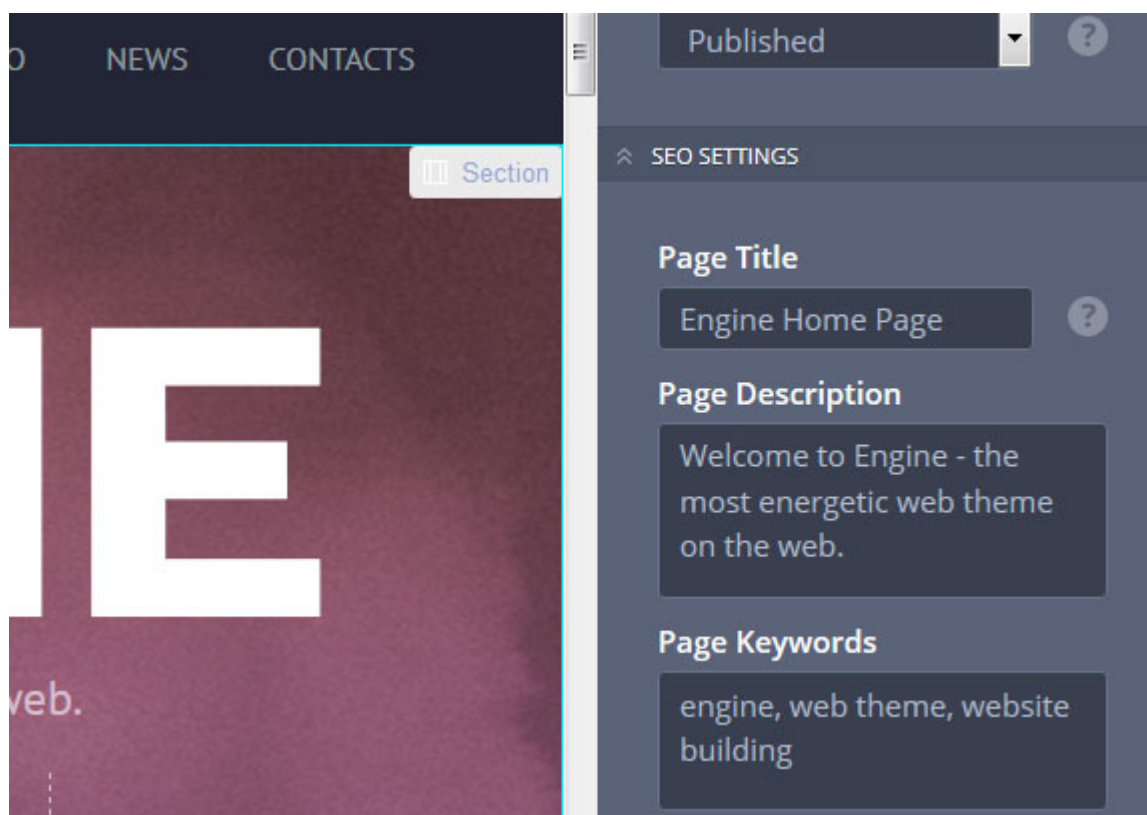 O NEWS CONTACTS
Section
NE
web.
Published
?
SEO SETTINGS
Page Title
Engine Home Page
?
Page Description
Welcome to Engine - the
most energetic web theme
on the web.
Page Keywords
engine, web theme, website
building